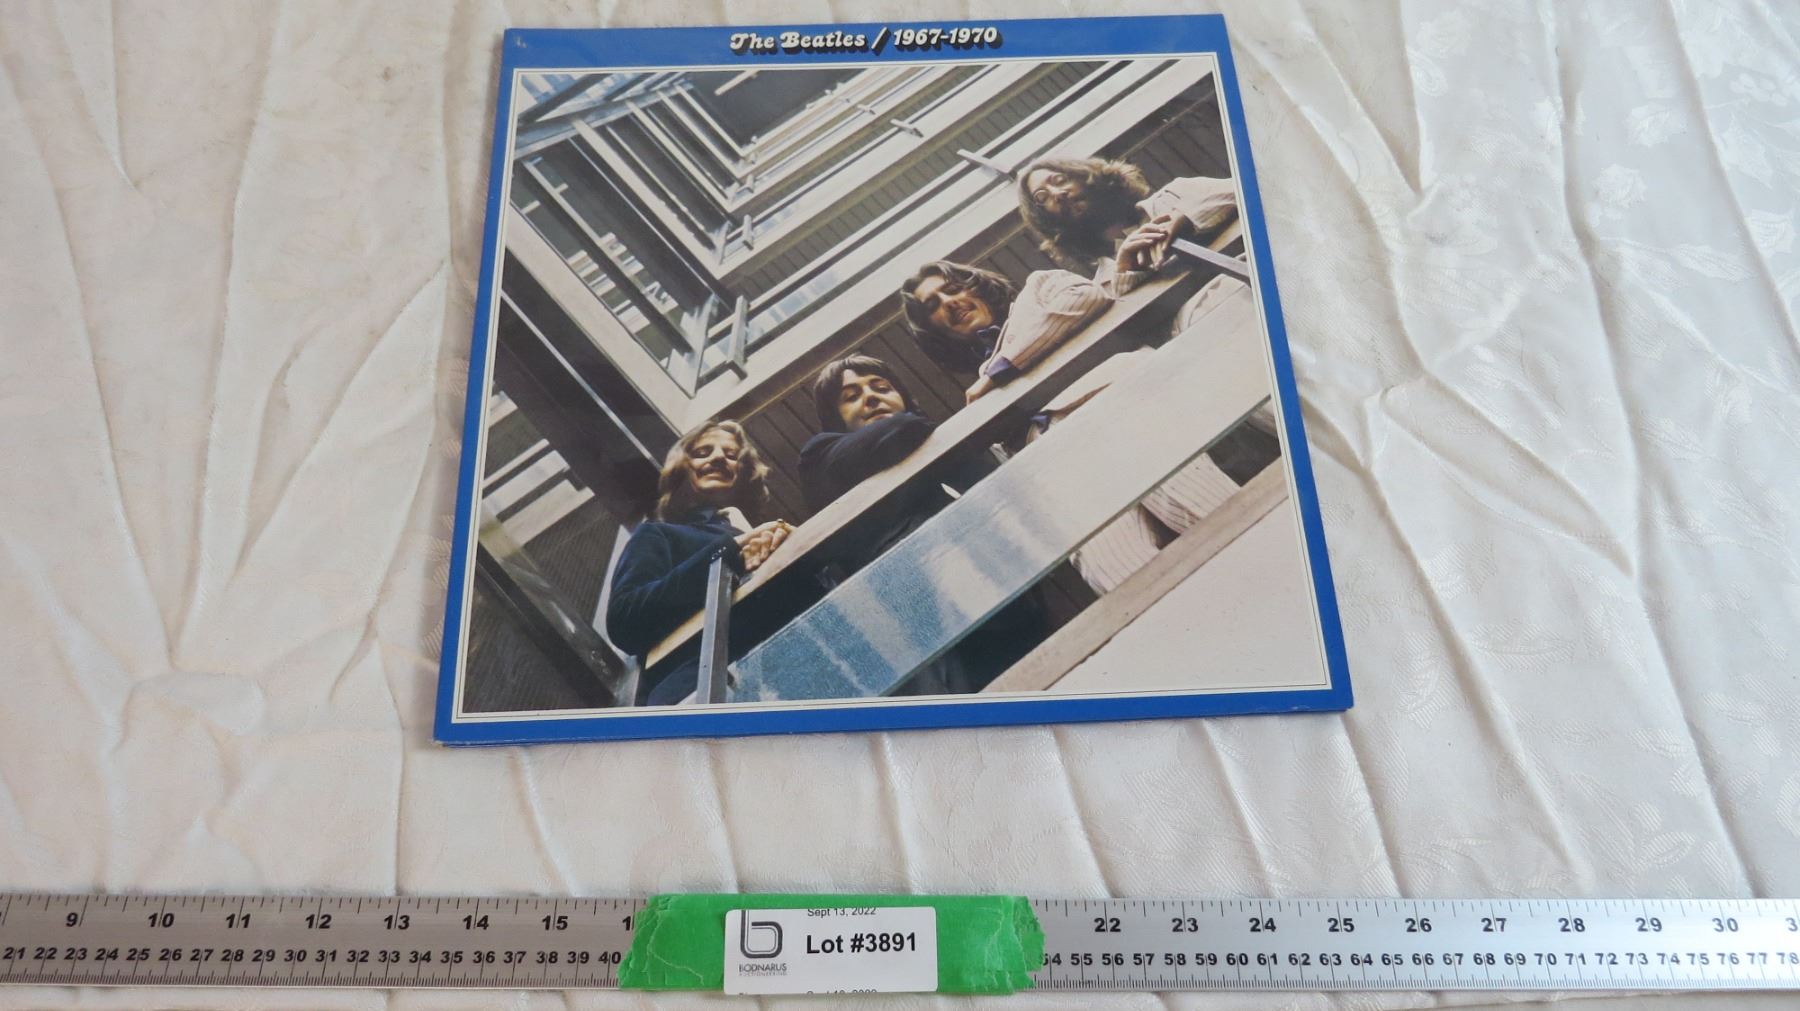 The Beatles / 1967-1970
9 10 11 12 13 14 15 1 22 23 24 25 26 27 28 29 30 3
21 22 23 24 25 26 27 28 29 30 31 32 33 34 35 36 37 38 39 40 54 55 56 57 58 59 60 61 62 63 64 65 66 67 68 69 70 71 72 73 74 75 76 77 78
Sept 13, 2022
Lot #3891
BODNARUS
AUCTIONEERING